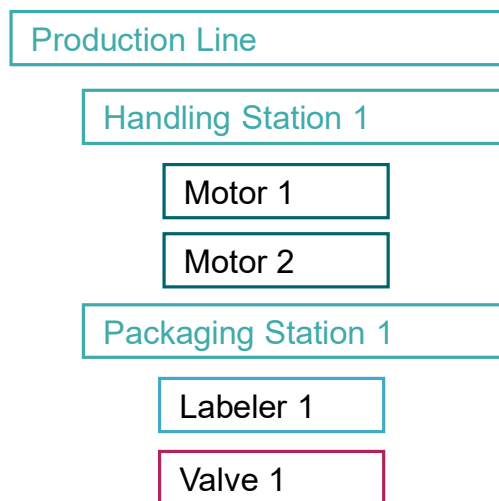 Production Line
Handling Station 1
Motor 1
Motor 2
Packaging Station 1
Labeler 1
Valve 1